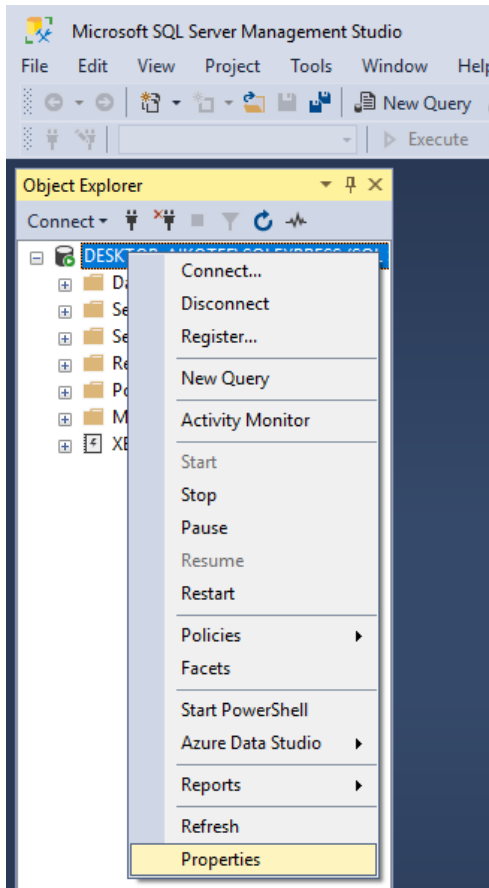 Microsoft SQL Server Management Studio
File Edit View Project Tools Window Help
New Query
Execute
Object Explorer
Connect
Connect...
Disconnect
Register...
New Query
Activity Monitor
Start
Stop
Pause
Resume
Restart
Policies
Facets
Start PowerShell
Azure Data Studio
Reports
Refresh
Properties